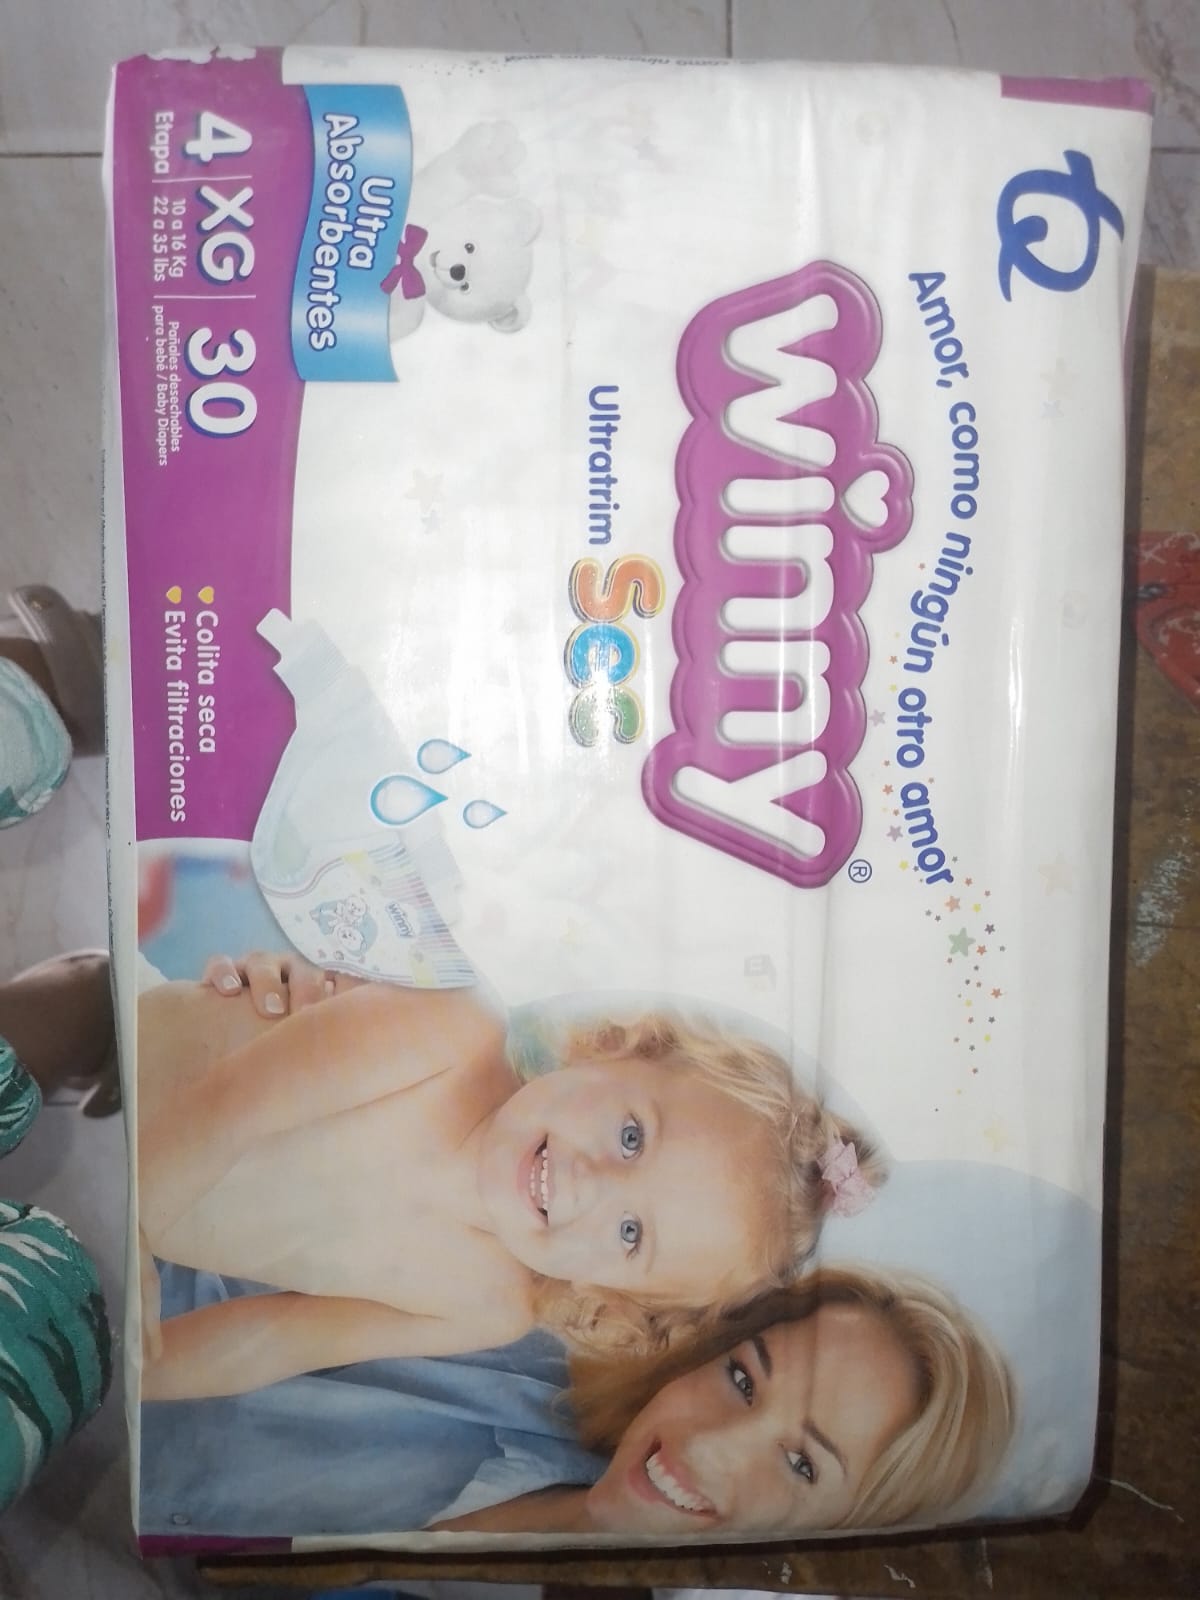 Amor, como ningún otro amor
winny®
Ultratrim Sec
Ultra
Absorbentes
4 XG 30
Etapa
10 a 16 Kg
22 a 35 lbs
Pañales desechables
para bebé / Baby Diapers
Colita seca
Evita filtraciones
winny